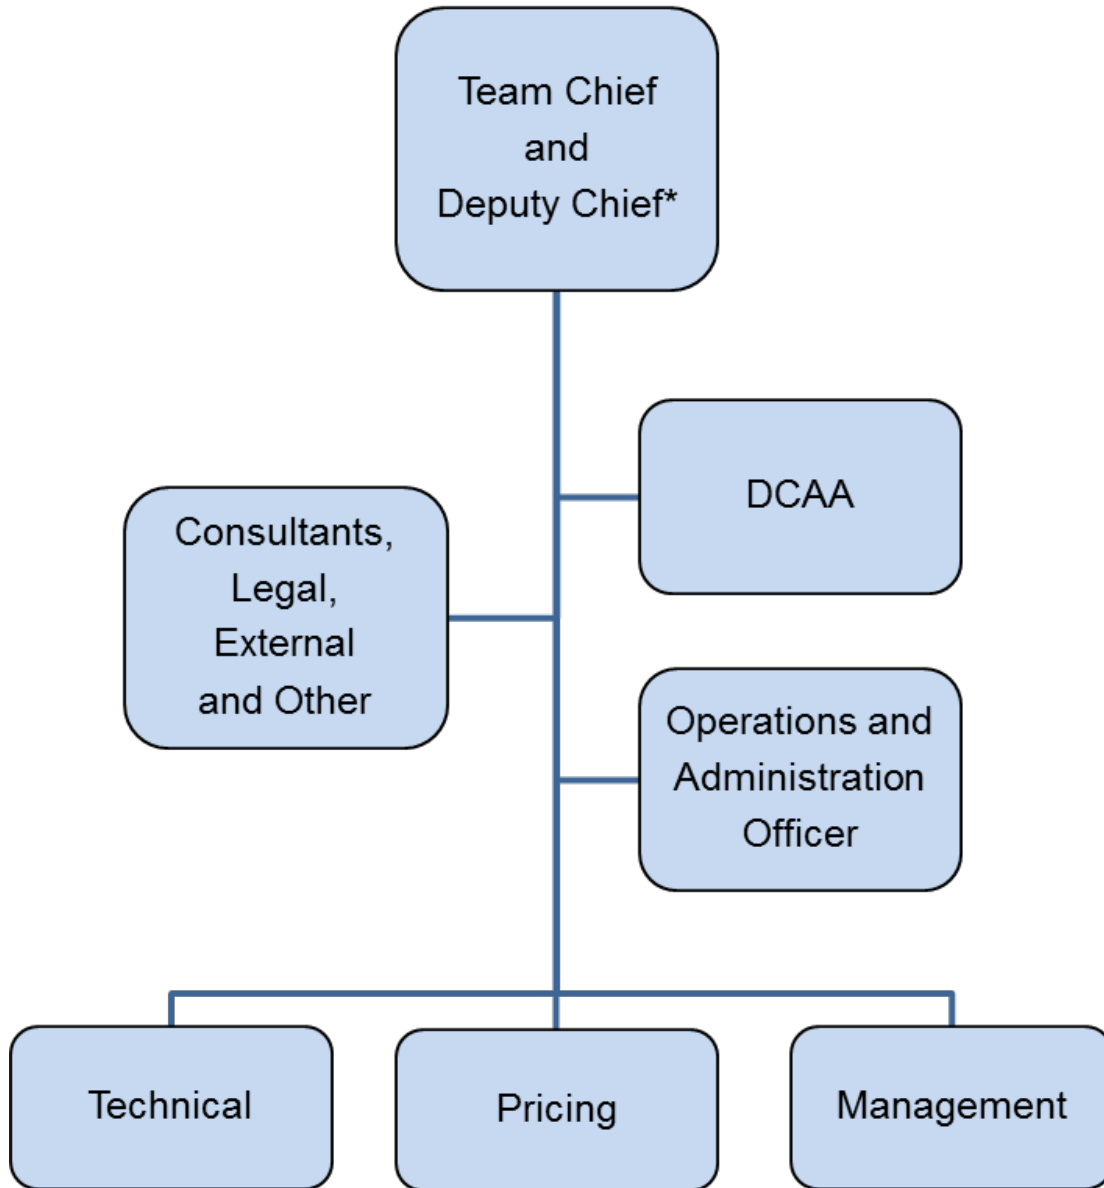 Team Chief
and
Deputy Chief*
DCAA
Consultants,
Legal,
External
and Other
Operations and
Administration
Officer
Technical
Pricing
Management